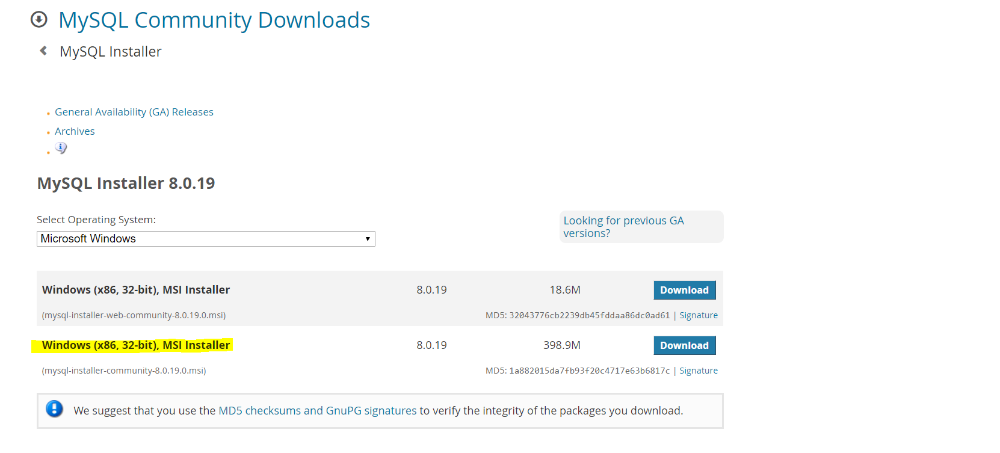 MySQL Community Downloads
MySQL Installer
General Availability (GA) Releases
Archives
MySQL Installer 8.0.19
Select Operating System:
Looking for previous GA
versions?
Microsoft Windows
Windows (x86, 32-bit), MSI Installer 8.0.19 18.6M Download
(mysql-installer-web-community-8.0.19.0.msi) MD5: 32043776cb2239db45fddaa86dc0ad61 | Signature
Windows (x86, 32-bit), MSI Installer 8.0.19 398.9M Download
(mysql-installer-community-8.0.19.0.msi) MD5: 1a882015da7fb93f20c4717e63b6817c | Signature
We suggest that you use the MD5 checksums and GnuPG signatures to verify the integrity of the packages you download.